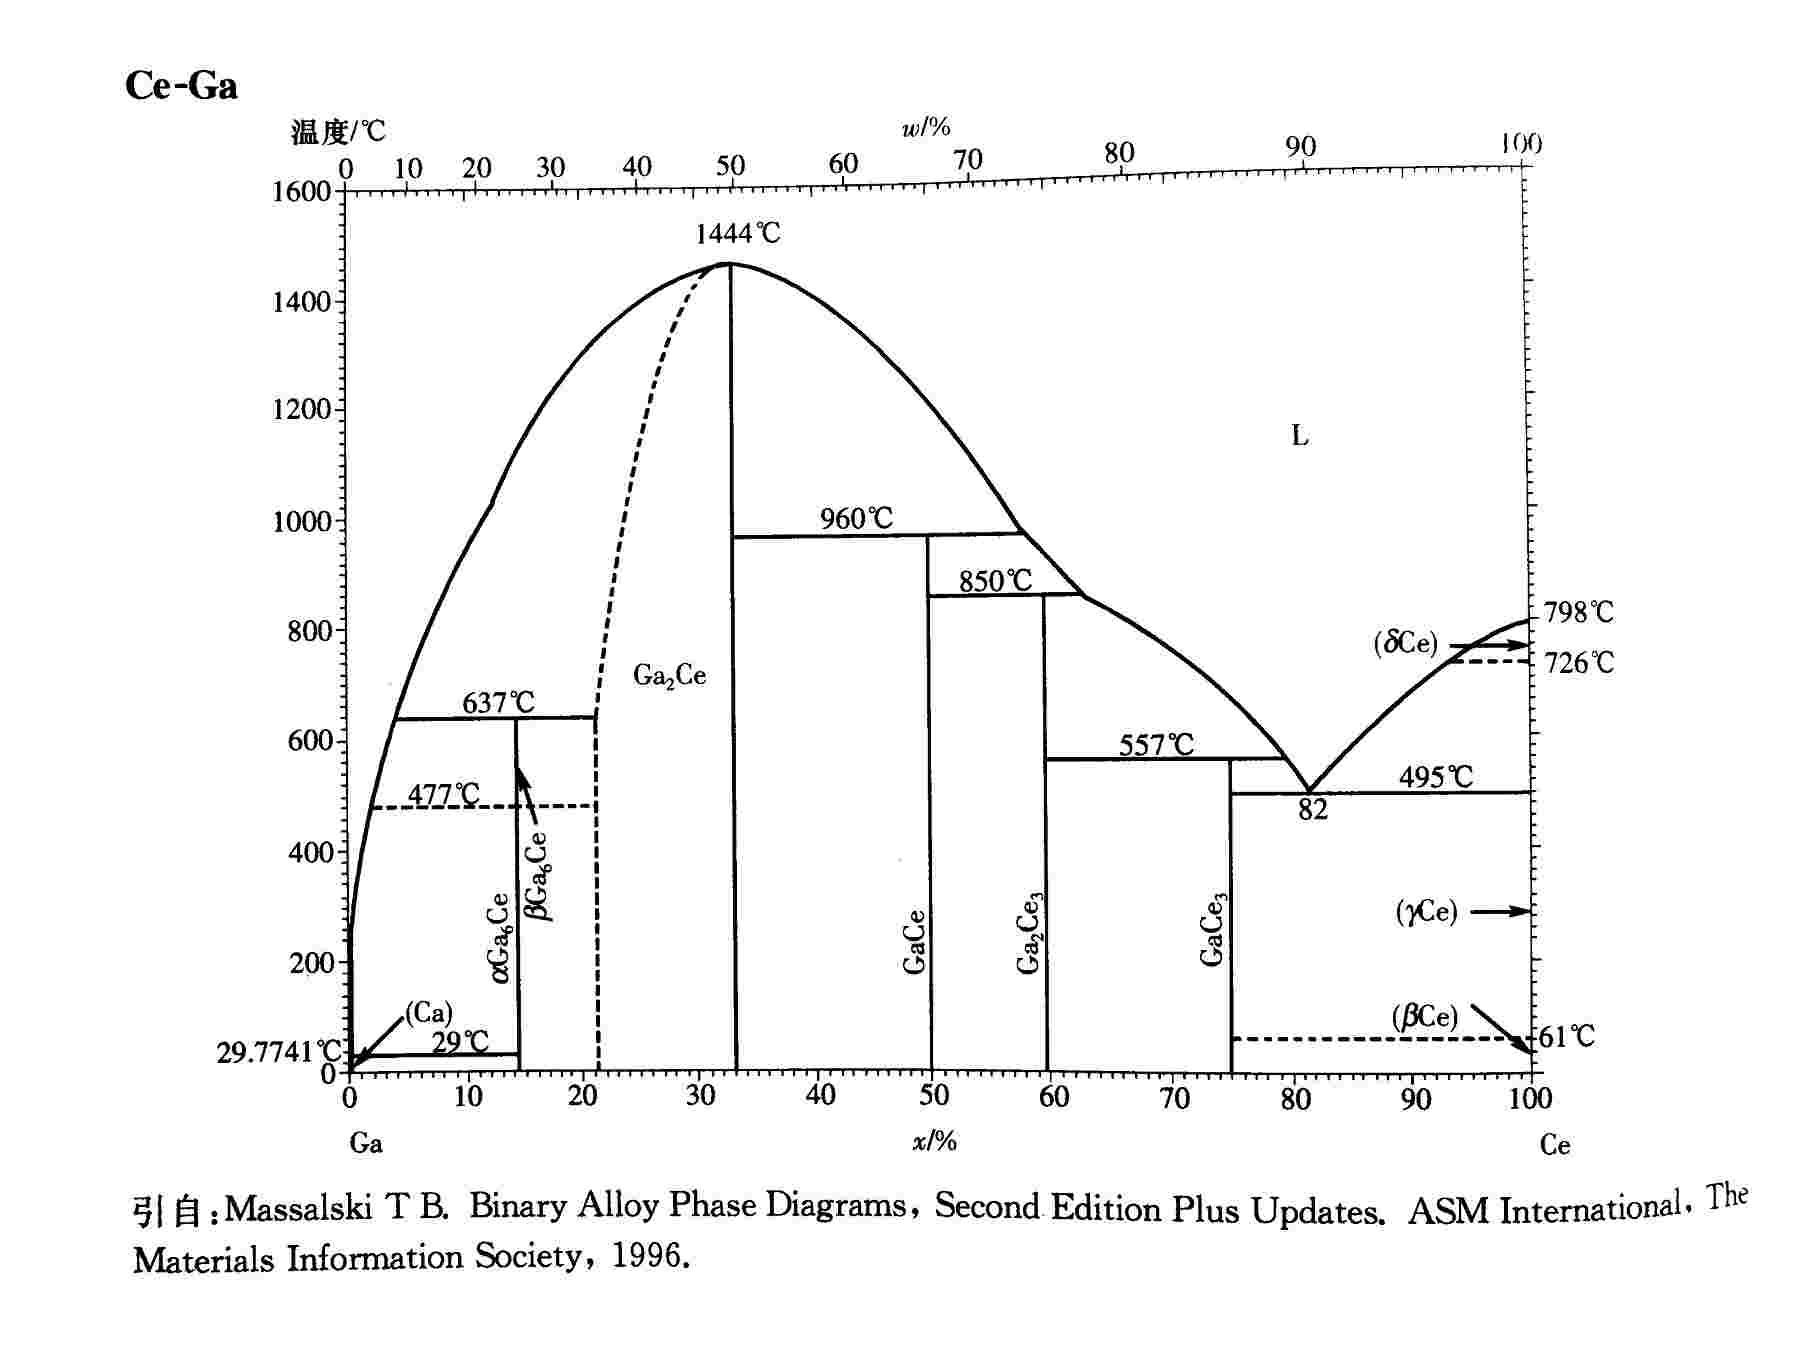 Ce-Ga
温度/℃
w/%
0 10 20 30 40 50 60 70 80 90 100
1600
1444℃
1400
1200
L
1000
960℃
850℃
800
798℃
(δCe)
726℃
Ga₂Ce
637℃
600
557℃
477℃
495℃
82
400
βGa₆Ce
αGa₆Ce
GaCe
Ga₂Ce₃
GaCe₃
(γCe)
200
(Ca)
(βCe)
29℃
61℃
29.7741℃
0
0 10 20 30 40 50 60 70 80 90 100
Ga
x/%
Ce
引自:Massalski T B. Binary Alloy Phase Diagrams, Second Edition Plus Updates. ASM International, The
Materials Information Society, 1996.